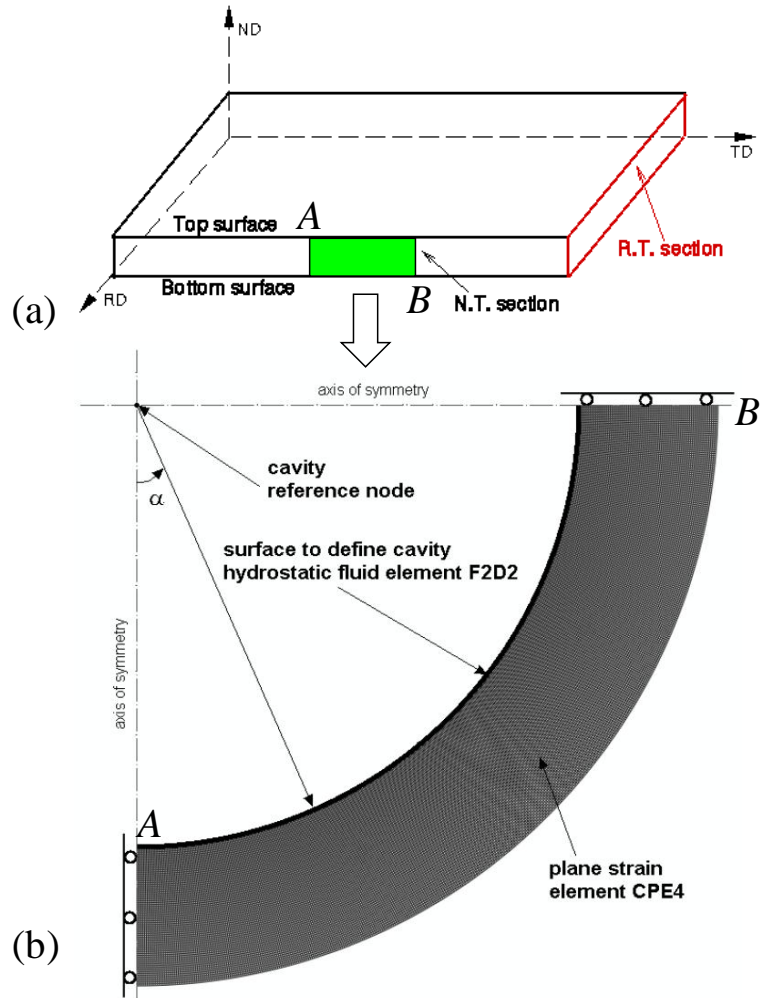 ND
TD
A
Top surface
R.T. section
RD
Bottom surface
B
N.T. section
(a)
axis of symmetry
B
cavity
reference node
α
surface to define cavity
hydrostatic fluid element F2D2
axis of symmetry
A
plane strain
element CPE4
(b)